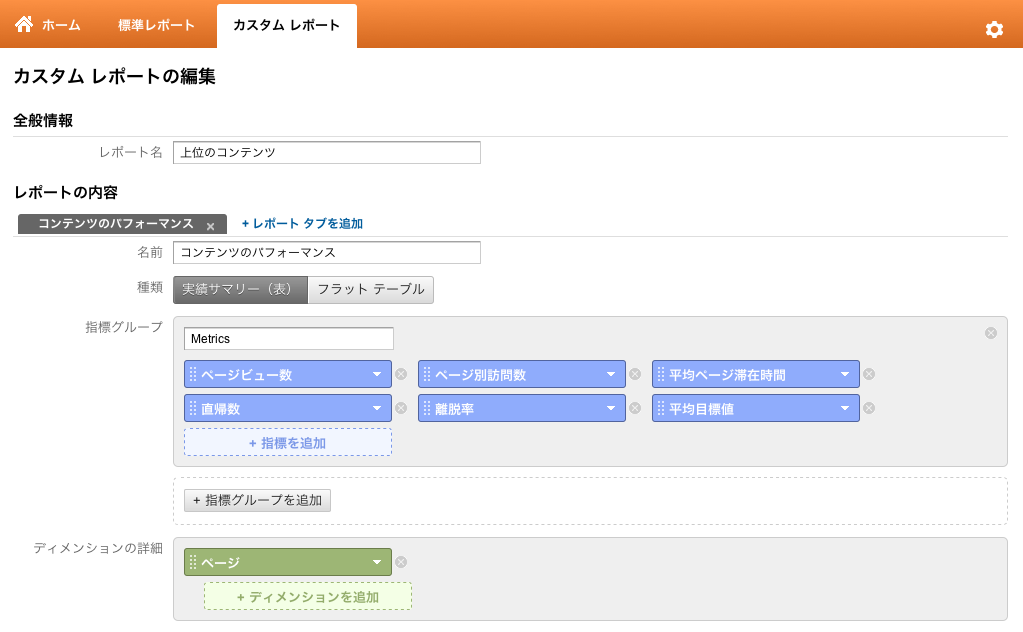 ホーム 標準レポート カスタム レポート
カスタム レポートの編集
全般情報
レポート名 上位のコンテンツ
レポートの内容
コンテンツのパフォーマンス x + レポート タブを追加
名前 コンテンツのパフォーマンス
種類 実績サマリー（表） フラット テーブル
指標グループ
Metrics
ページビュー数 ページ別訪問数 平均ページ滞在時間
直帰数 離脱率 平均目標値
+ 指標を追加
+ 指標グループを追加
ディメンションの詳細
ページ
+ ディメンションを追加